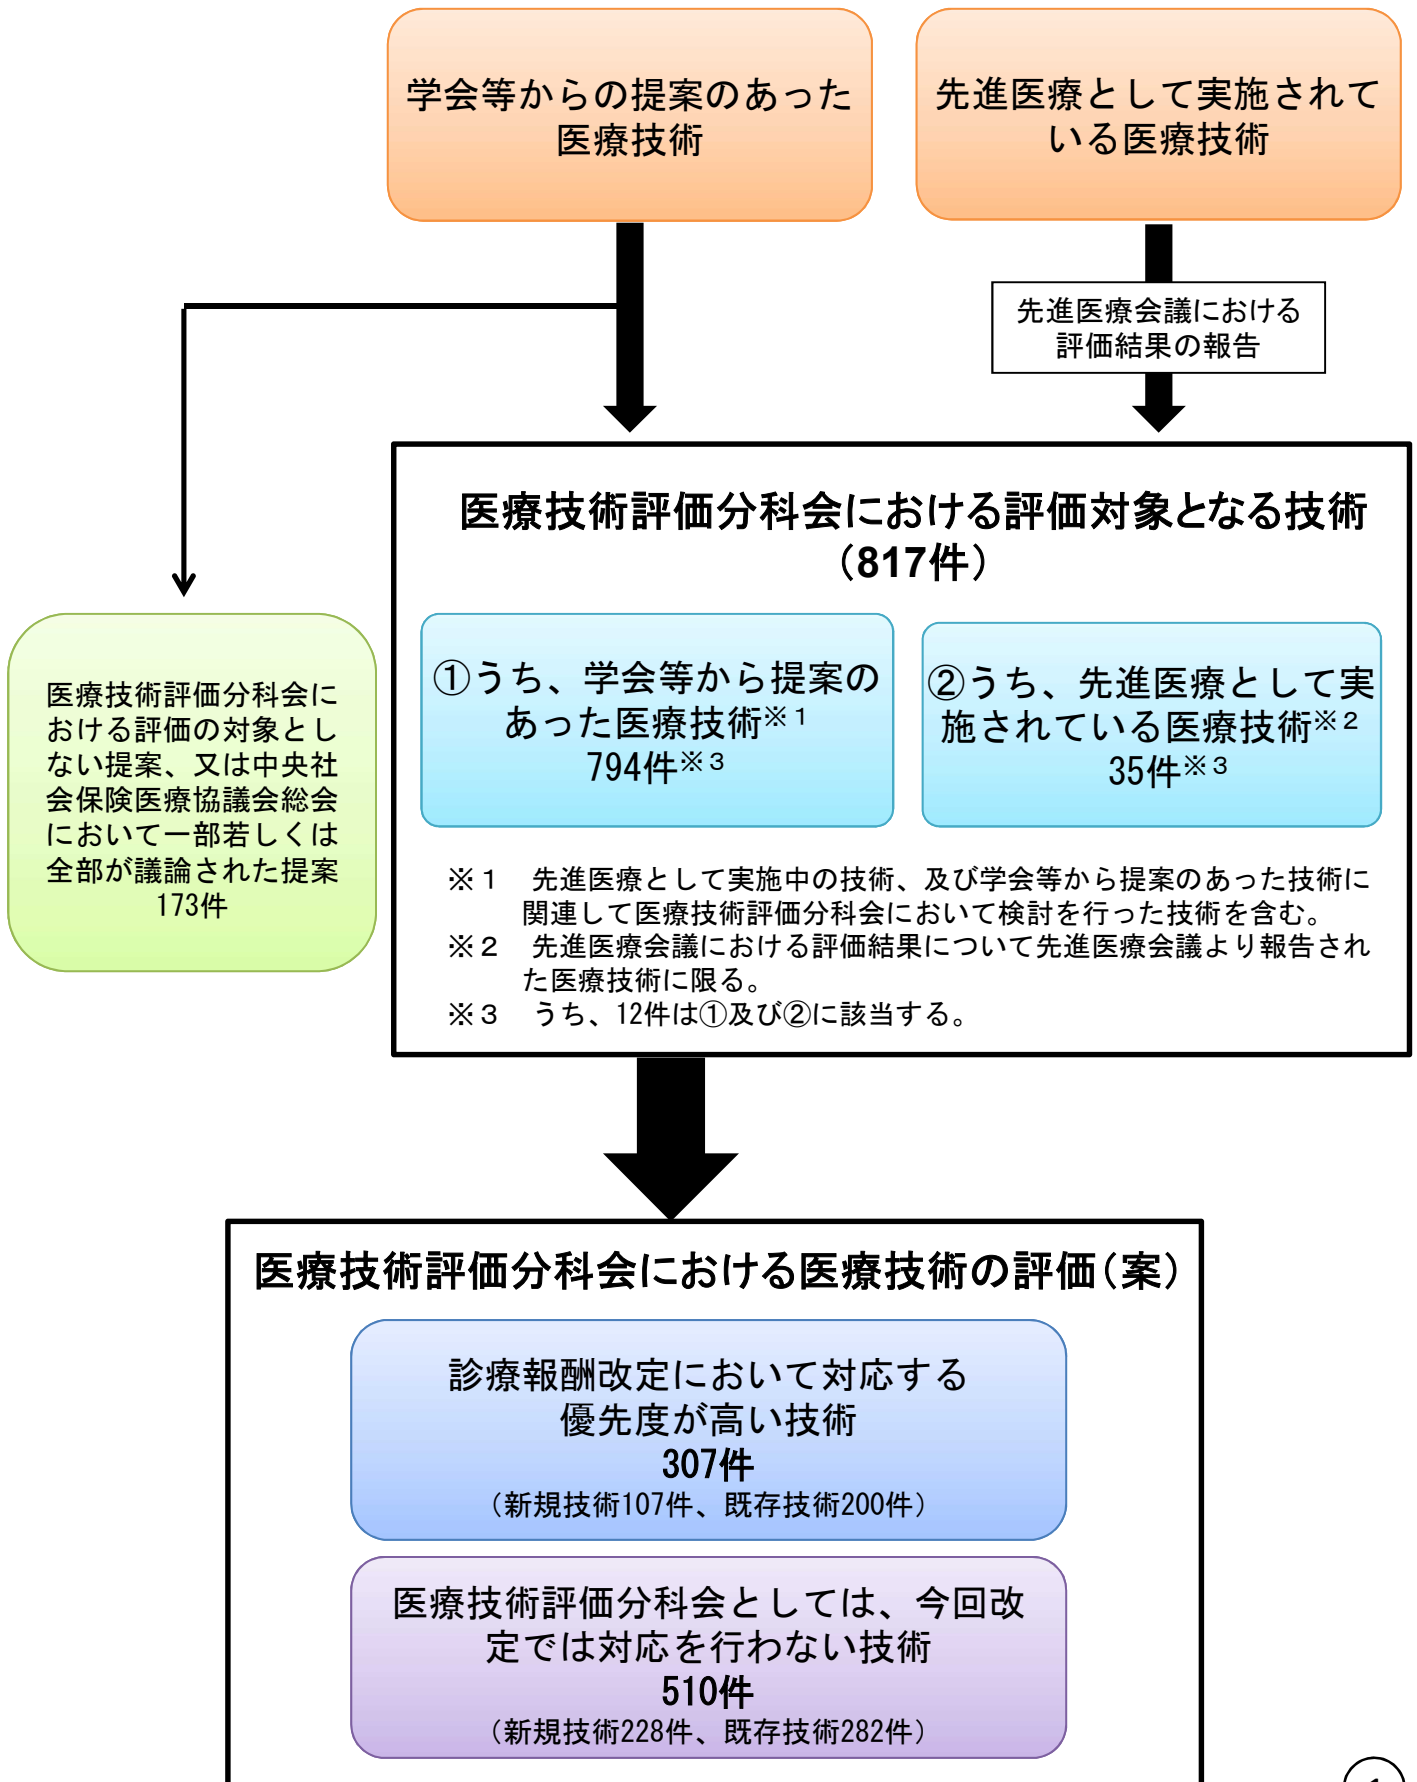 学会等からの提案のあった
医療技術
先進医療として実施されて
いる医療技術
先進医療会議における
評価結果の報告
医療技術評価分科会における評価対象となる技術
（817件）
①うち、学会等から提案の
あった医療技術※１
794件※３
②うち、先進医療として実
施されている医療技術※２
35件※３
※１　先進医療として実施中の技術、及び学会等から提案のあった技術に
関連して医療技術評価分科会において検討を行った技術を含む。
※２　先進医療会議における評価結果について先進医療会議より報告され
た医療技術に限る。
※３　うち、12件は①及び②に該当する。
医療技術評価分科会に
おける評価の対象とし
ない提案、又は中央社
会保険医療協議会総会
において一部若しくは
全部が議論された提案
173件
医療技術評価分科会における医療技術の評価（案）
診療報酬改定において対応する
優先度が高い技術
307件
（新規技術107件、既存技術200件）
医療技術評価分科会としては、今回改
定では対応を行わない技術
510件
（新規技術228件、既存技術282件）